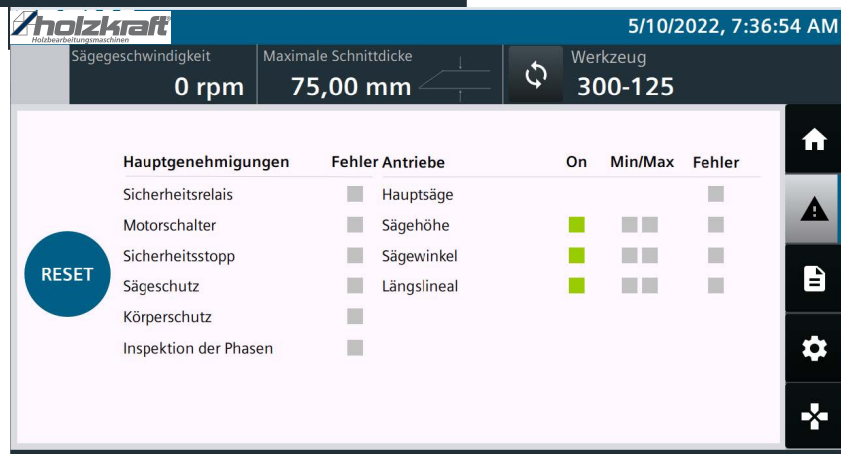 holzkraft
Holzbearbeitungsmaschinen
5/10/2022, 7:36:54 AM
Sägegeschwindigkeit
0 rpm
Maximale Schnittdicke
75,00 mm
Werkzeug
300-125
Hauptgenehmigungen Fehler Antriebe On Min/Max Fehler
Sicherheitsrelais Hauptsäge
Motorschalter Sägehöhe
Sicherheitsstopp Sägewinkel
RESET
Sägeschutz Längslineal
Körperschutz
Inspektion der Phasen